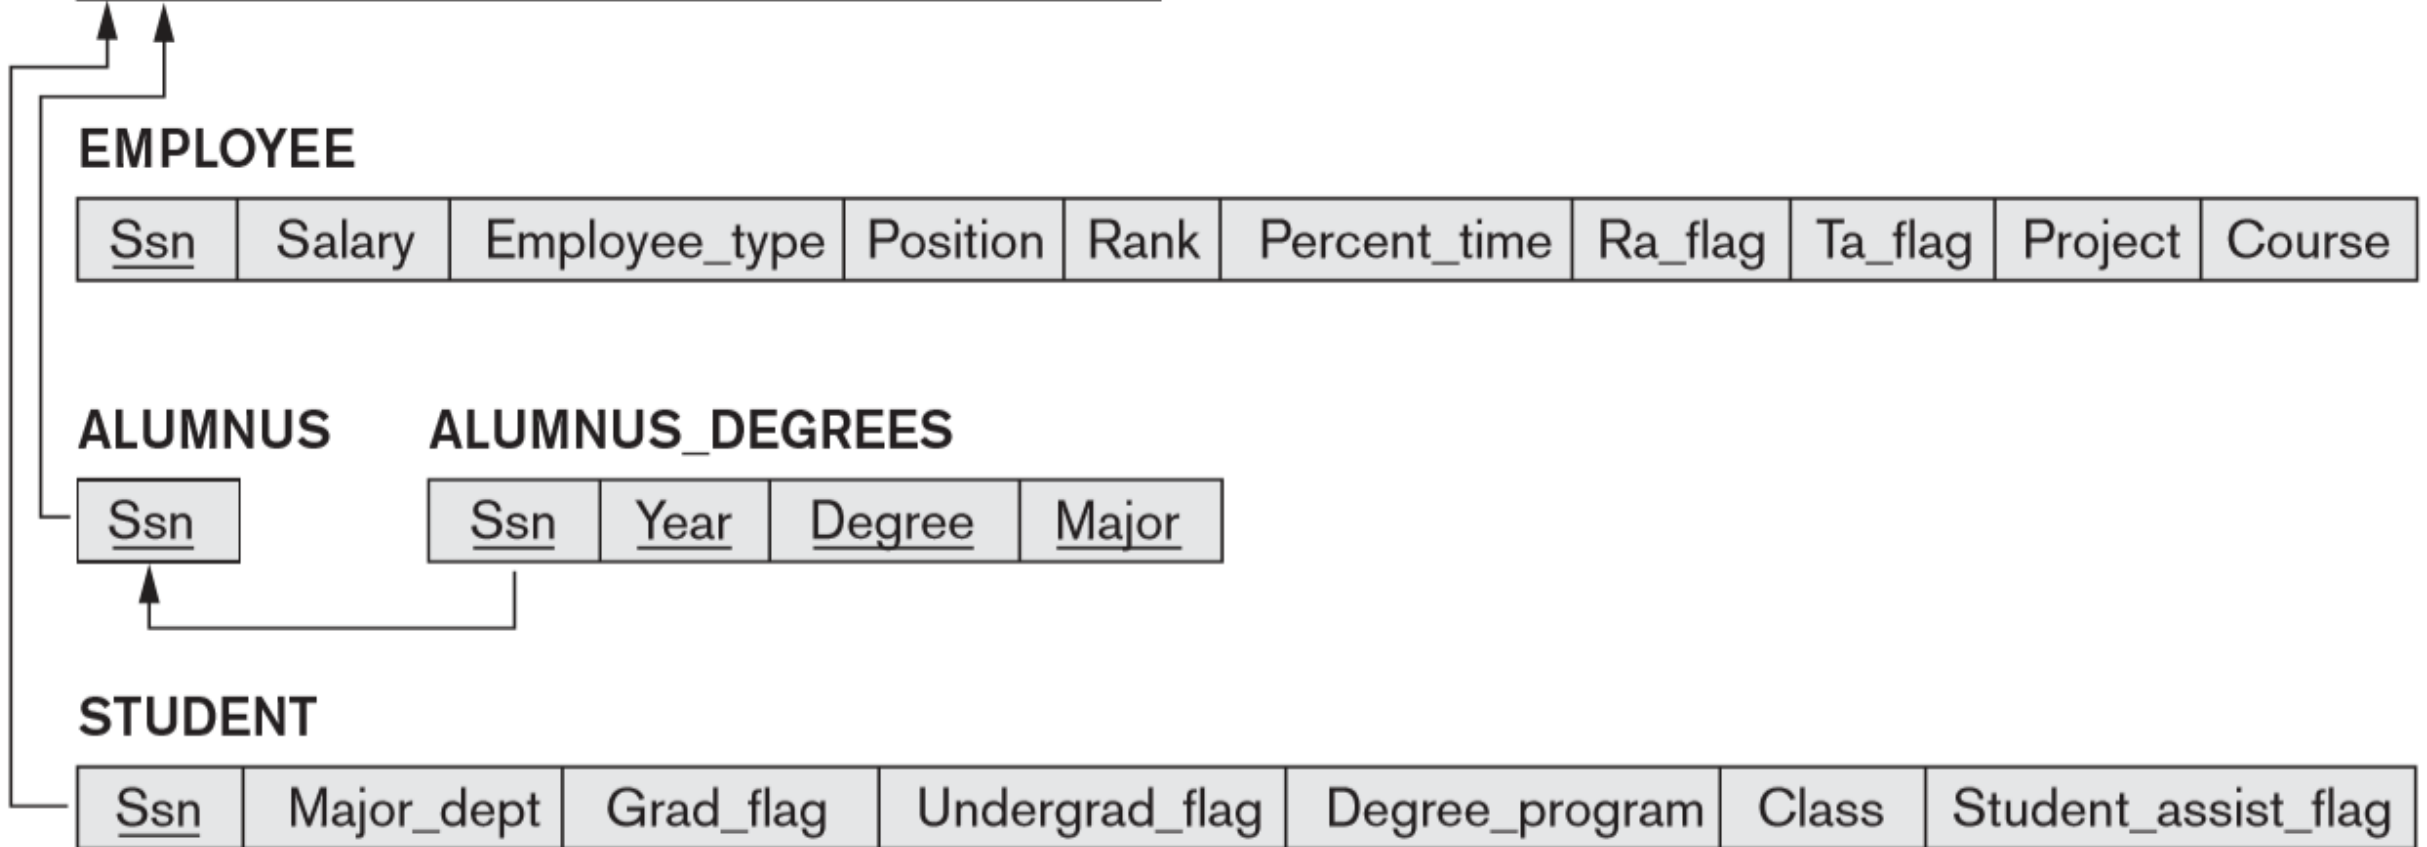 EMPLOYEE
Ssn Salary Employee_type Position Rank Percent_time Ra_flag Ta_flag Project Course
ALUMNUS ALUMNUS_DEGREES
Ssn Ssn Year Degree Major
STUDENT
Ssn Major_dept Grad_flag Undergrad_flag Degree_program Class Student_assist_flag